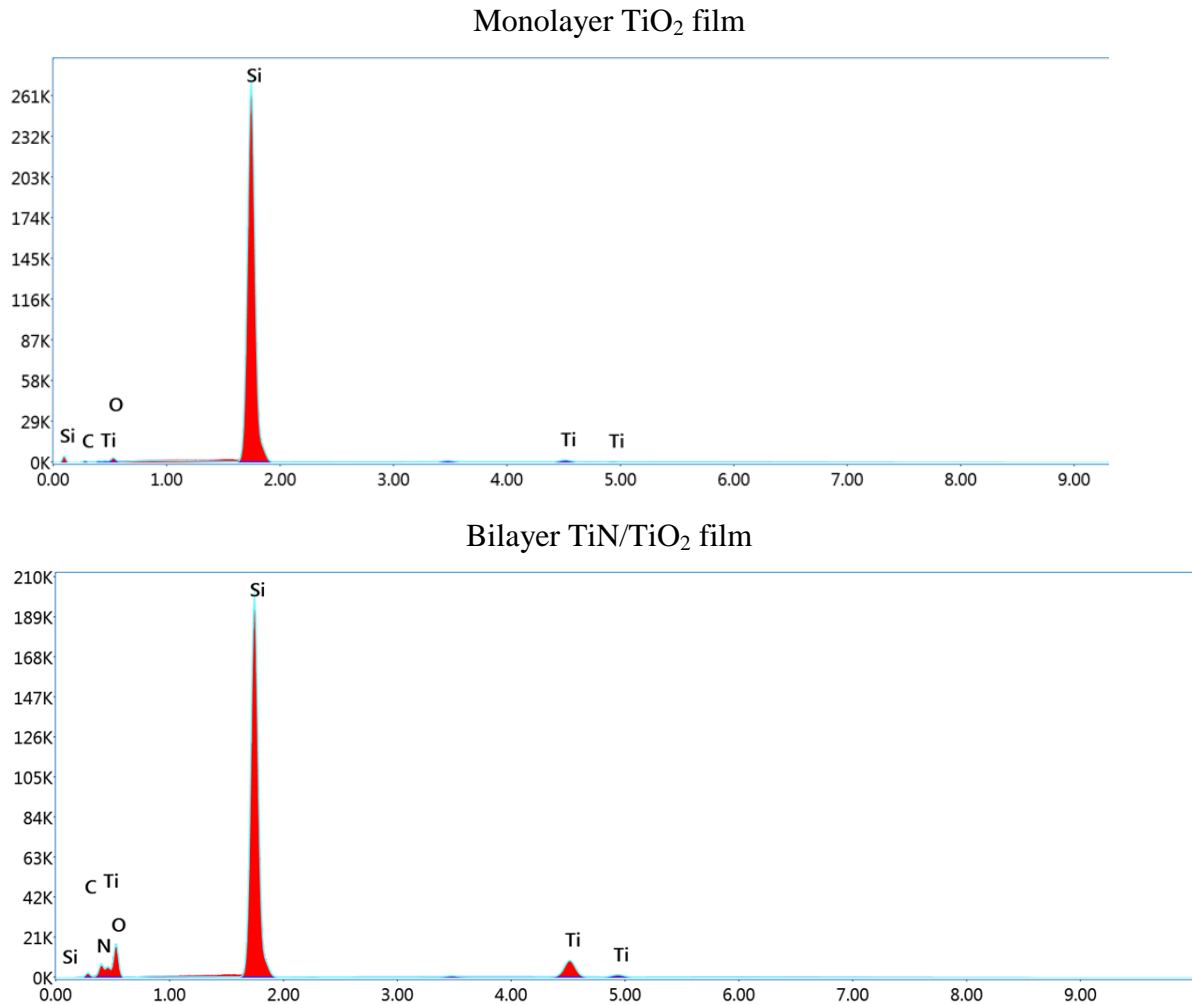 Monolayer TiO₂ film
Si
261K
232K
203K
174K
145K
116K
87K
58K
O
29K
Si C Ti Ti Ti
0K
0.00 1.00 2.00 3.00 4.00 5.00 6.00 7.00 8.00 9.00
Bilayer TiN/TiO₂ film
210K
Si
189K
168K
147K
126K
105K
84K
63K
C Ti
42K
O
21K
N Ti Ti
Si
0K
0.00 1.00 2.00 3.00 4.00 5.00 6.00 7.00 8.00 9.00